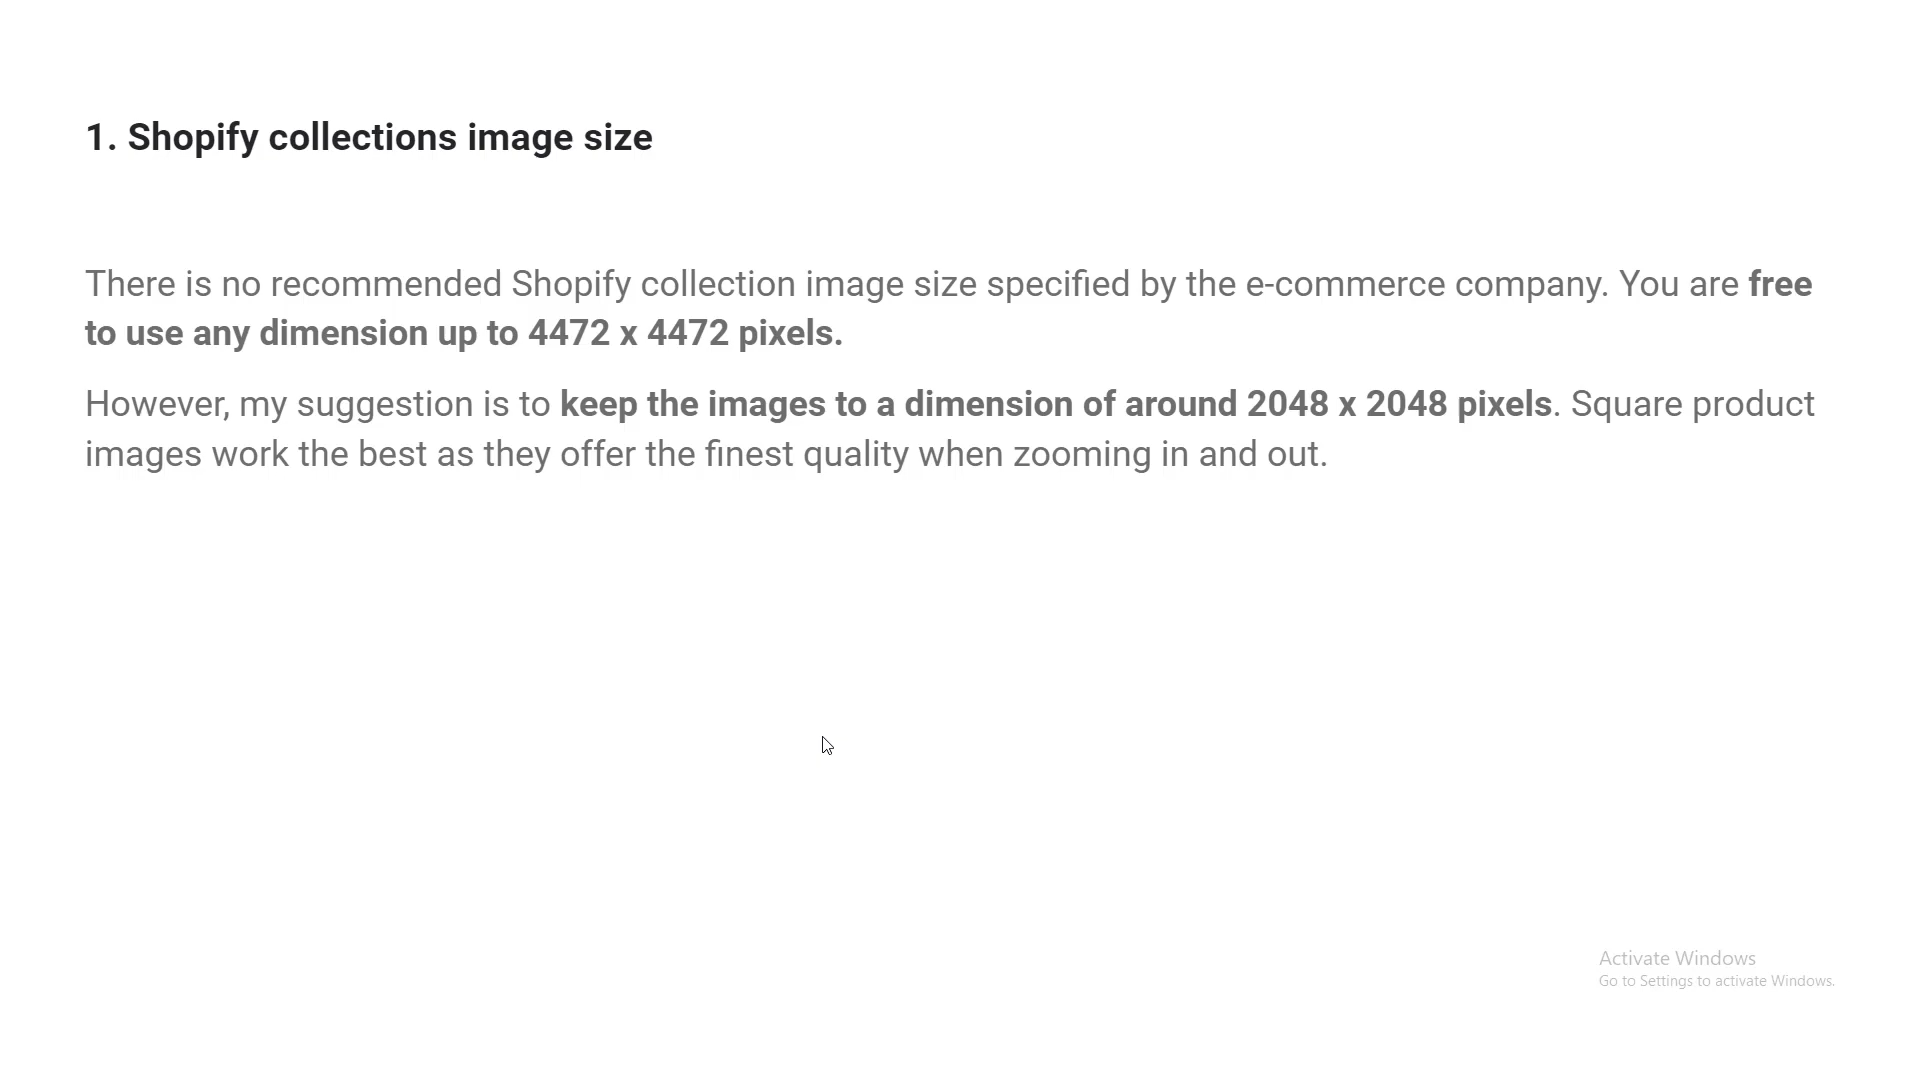 1. Shopify collections image size
There is no recommended Shopify collection image size specified by the e-commerce company. You are free
to use any dimension up to 4472 x 4472 pixels.
However, my suggestion is to keep the images to a dimension of around 2048 x 2048 pixels. Square product
images work the best as they offer the finest quality when zooming in and out.
Activate Windows
Go to Settings to activate Windows.